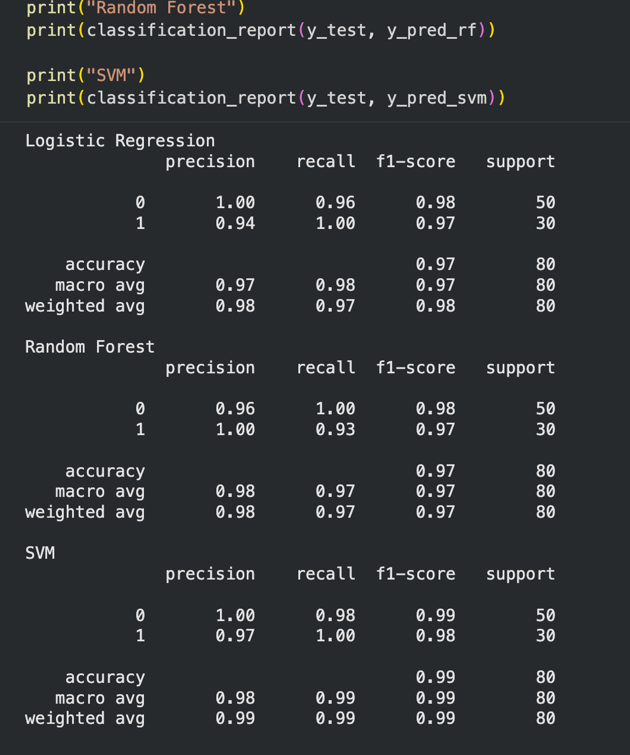 print("Random Forest")
print(classification_report(y_test, y_pred_rf))
print("SVM")
print(classification_report(y_test, y_pred_svm))
Logistic Regression
precision recall f1-score support
0 1.00 0.96 0.98 50
1 0.94 1.00 0.97 30
accuracy 0.97 80
macro avg 0.97 0.98 0.97 80
weighted avg 0.98 0.97 0.98 80
Random Forest
precision recall f1-score support
0 0.96 1.00 0.98 50
1 1.00 0.93 0.97 30
accuracy 0.97 80
macro avg 0.98 0.97 0.97 80
weighted avg 0.98 0.97 0.97 80
SVM
precision recall f1-score support
0 1.00 0.98 0.99 50
1 0.97 1.00 0.98 30
accuracy 0.99 80
macro avg 0.98 0.99 0.99 80
weighted avg 0.99 0.99 0.99 80